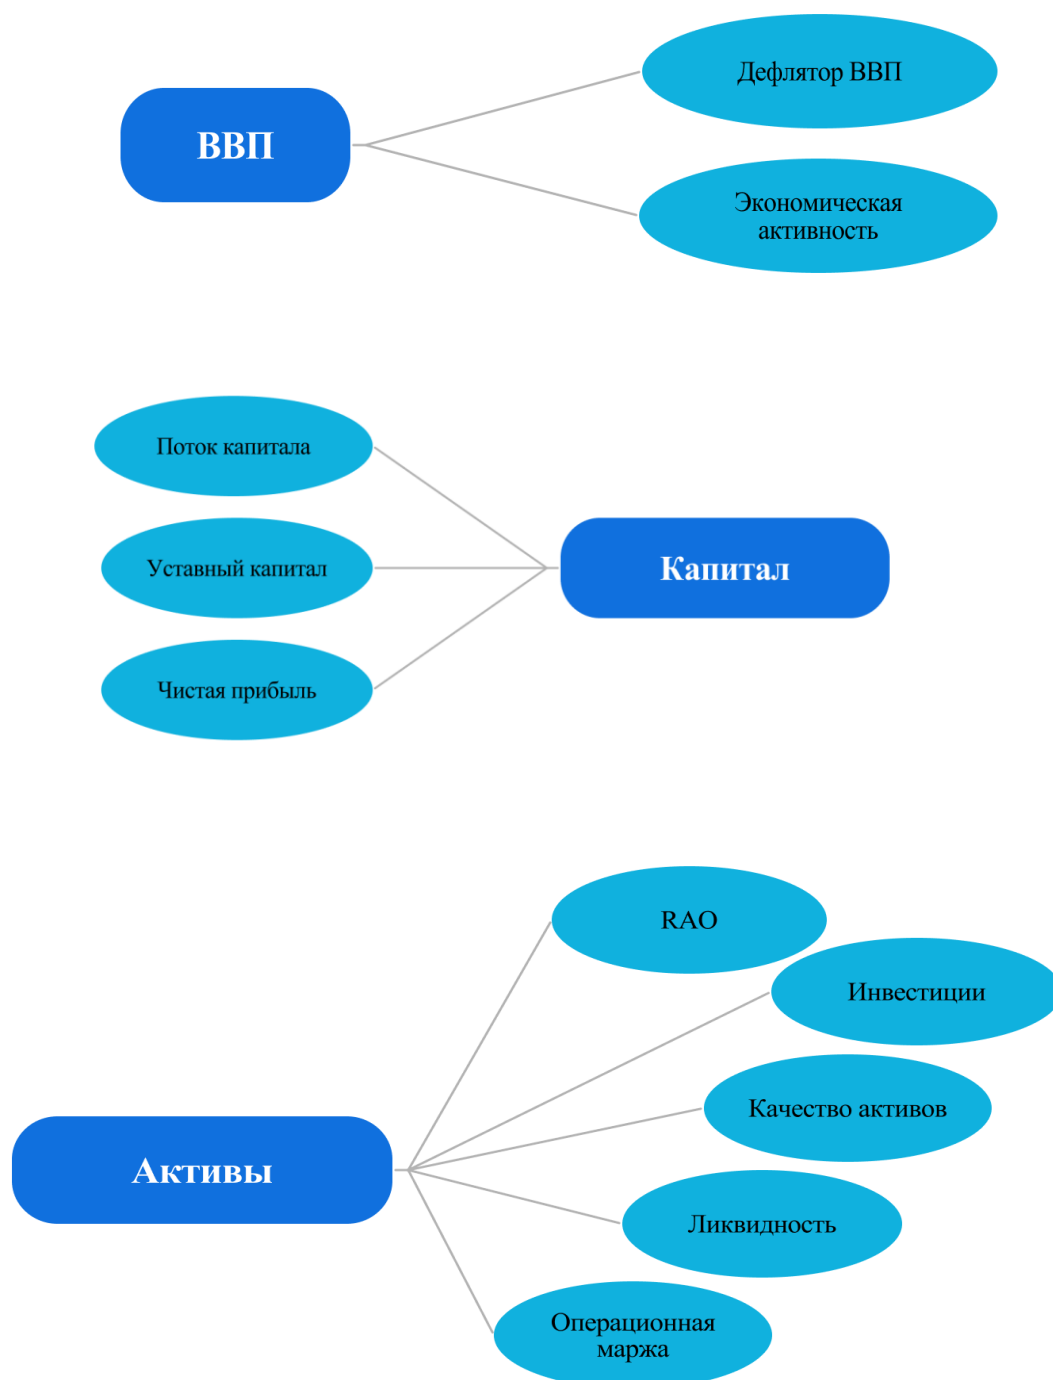 ВВП
Дефлятор ВВП
Экономическая
активность
Поток капитала
Уставный капитал
Чистая прибыль
Капитал
RAO
Инвестиции
Качество активов
Активы
Ликвидность
Операционная
маржа